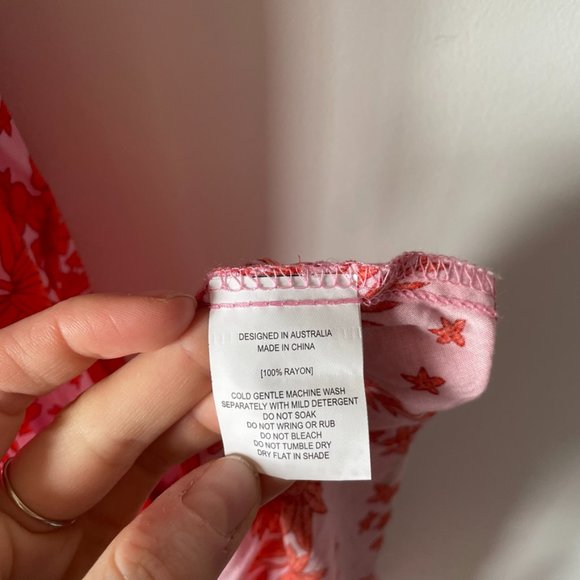 DESIGNED IN AUSTRALIA
MADE IN CHINA
[100% RAYON]
COLD GENTLE MACHINE WASH
SEPARATELY WITH MILD DETERGENT
DO NOT SOAK
DO NOT WRING OR RUB
DO NOT BLEACH
DO NOT TUMBLE DRY
DRY FLAT IN SHADE